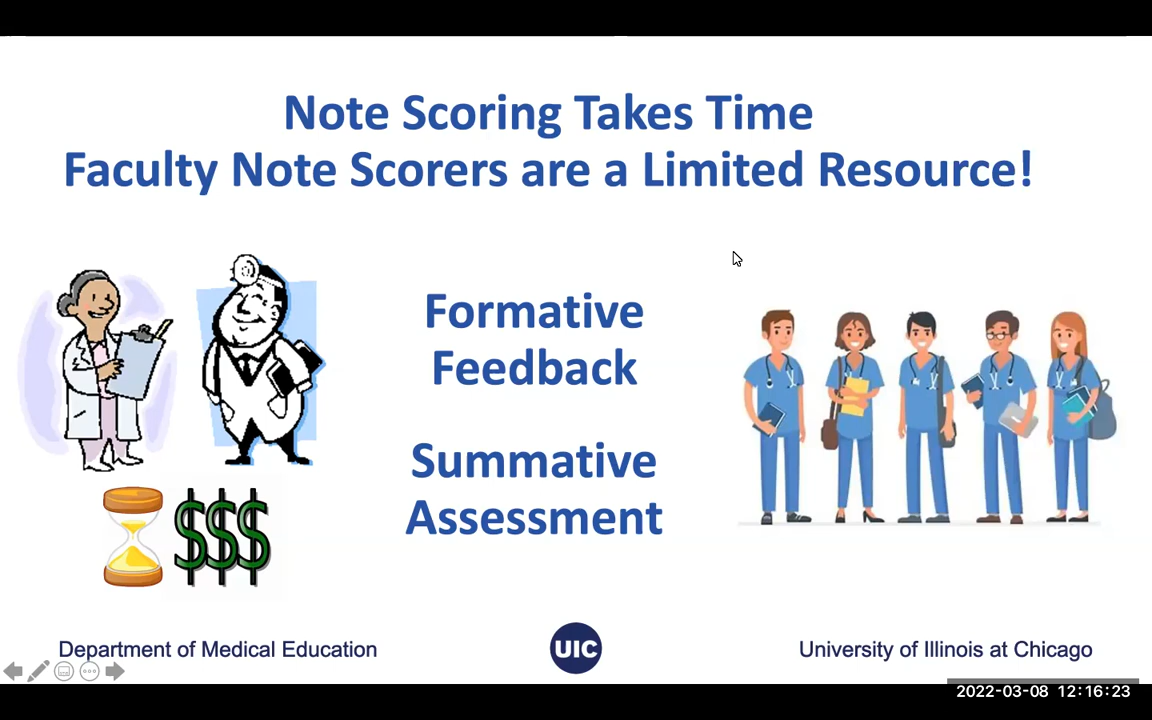 Note Scoring Takes Time
Faculty Note Scorers are a Limited Resource!
Formative
Feedback
Summative
Assessment
$$$
Department of Medical Education
UIC
University of Illinois at Chicago
2022-03-08 12:16:23